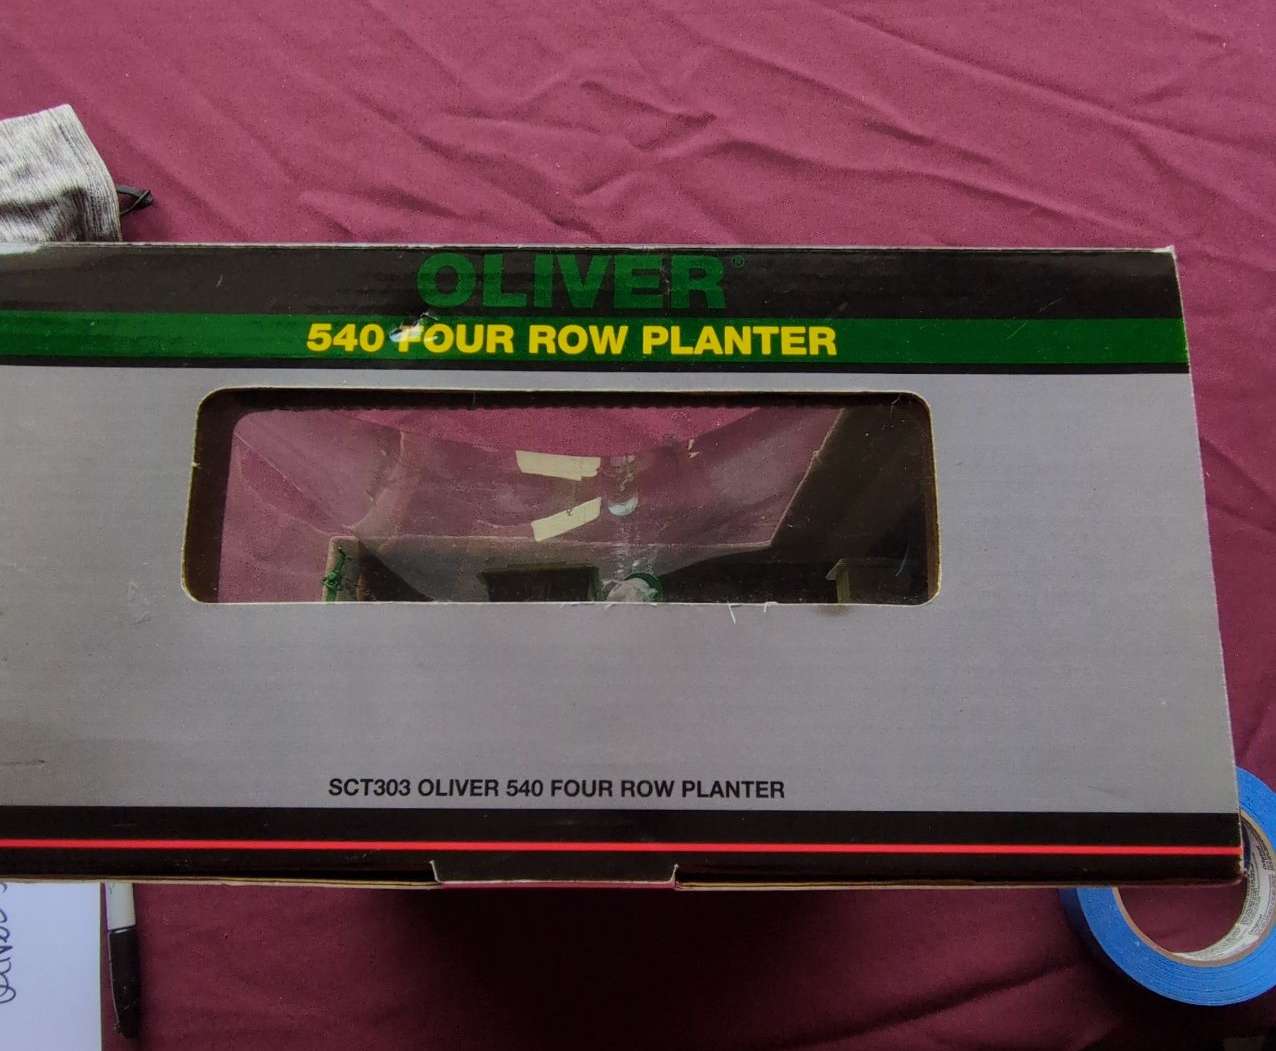 OLIVER®
540 FOUR ROW PLANTER
SCT303 OLIVER 540 FOUR ROW PLANTER